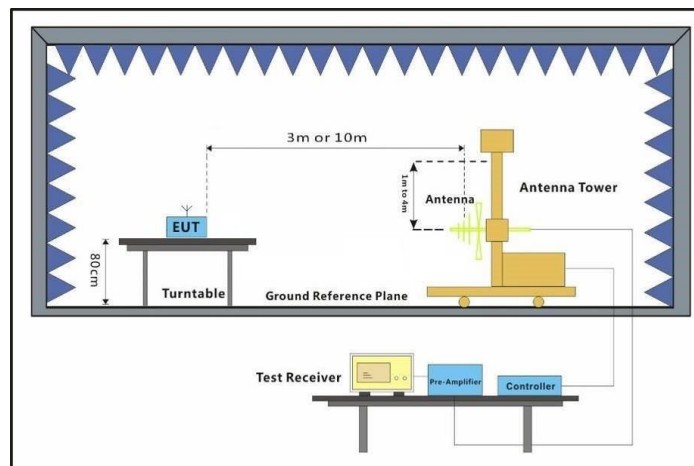 3m or 10m
1m to 4m
Antenna
Antenna Tower
EUT
80cm
Turntable
Ground Reference Plane
Test Receiver
Pre-Amplifier
Controller